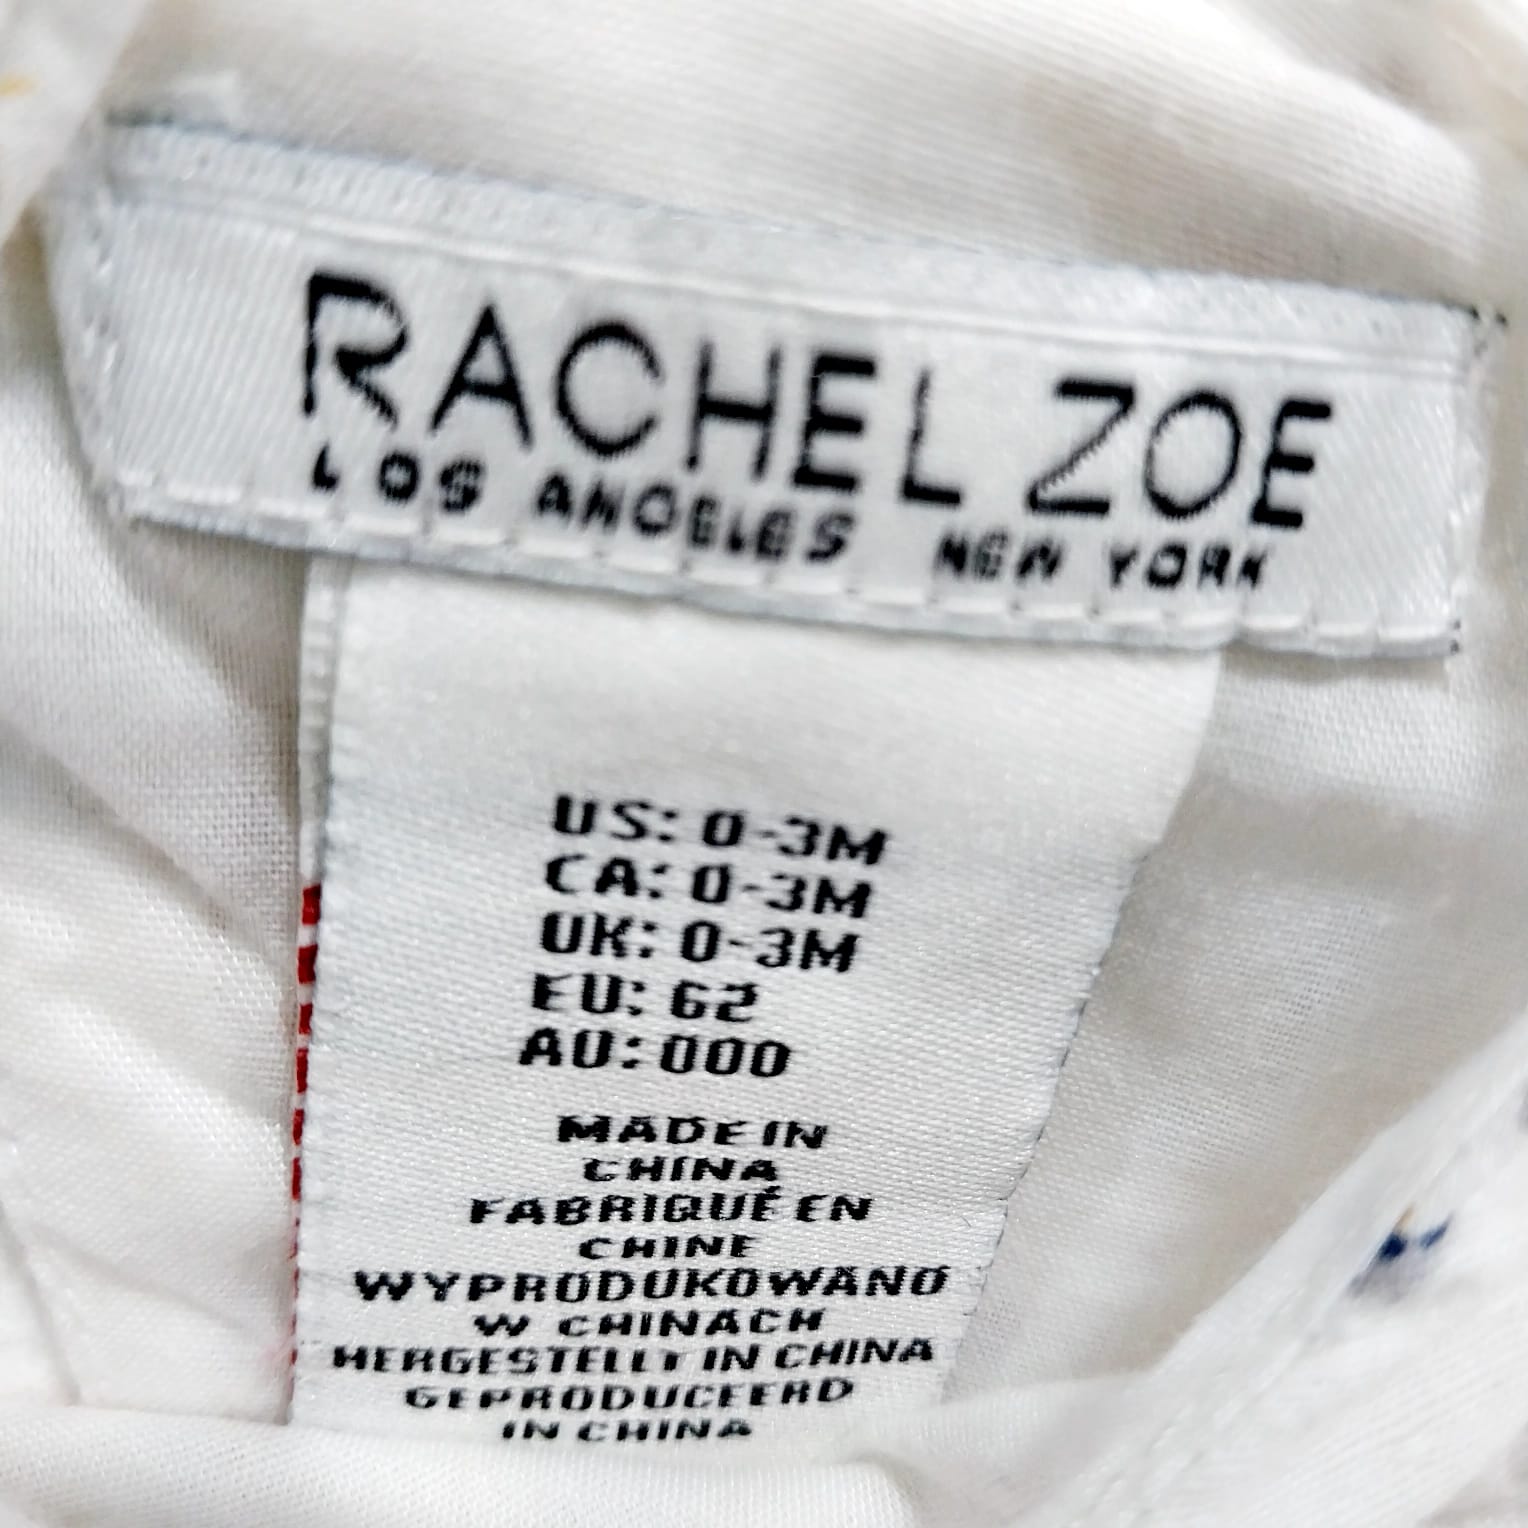 RACHEL ZOE
LOS ANGELES NEW YORK
US: 0-3M
CA: 0-3M
UK: 0-3M
EU: 62
AU: 000
MADE IN
CHINA
FABRIQUÉ EN
CHINE
WYPRODUKOWANO
W CHINACH
HERGESTELLT IN CHINA
GEPRODUCEERD
IN CHINA